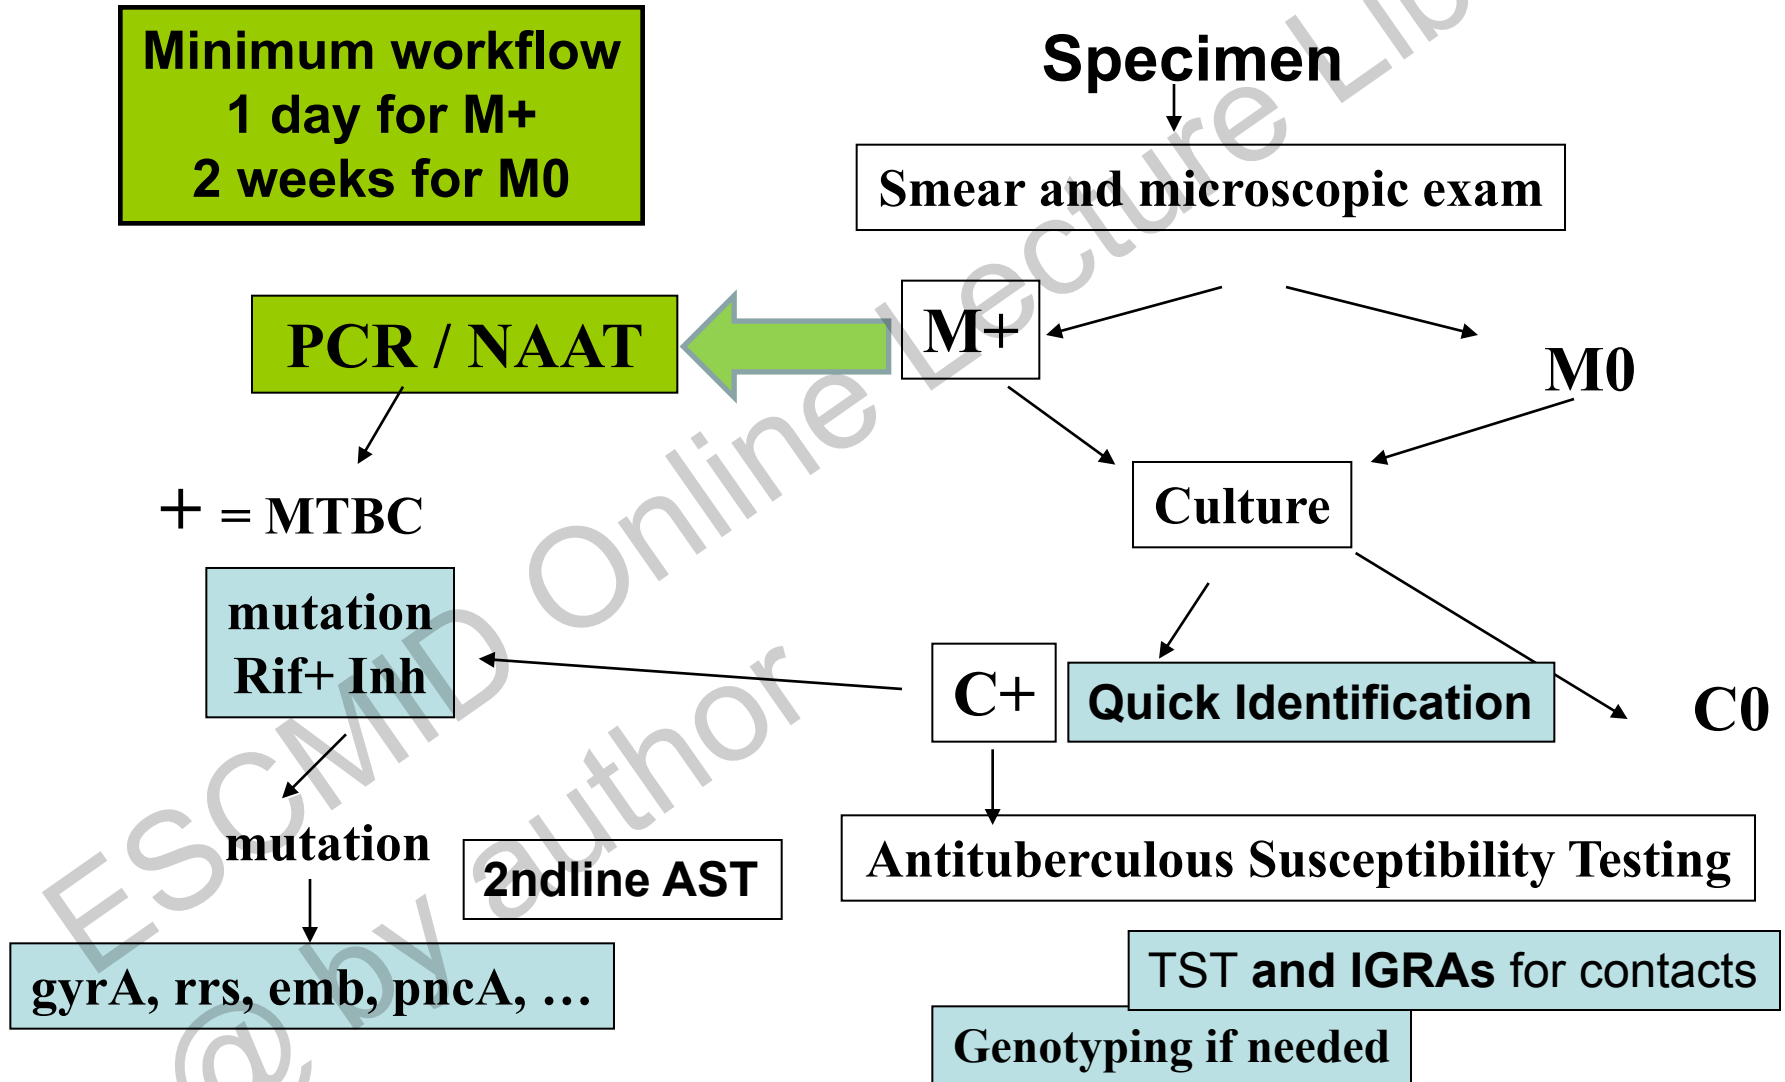 Minimum workflow
1 day for M+
2 weeks for M0
Specimen
Smear and microscopic exam
PCR / NAAT
M+
M0
+ = MTBC
Culture
mutation
Rif+ Inh
C+
Quick Identification
C0
mutation
2ndline AST
Antituberculous Susceptibility Testing
gyrA, rrs, emb, pncA, …
TST and IGRAs for contacts
Genotyping if needed
ESCMID Online Lecture Lib
@ by author